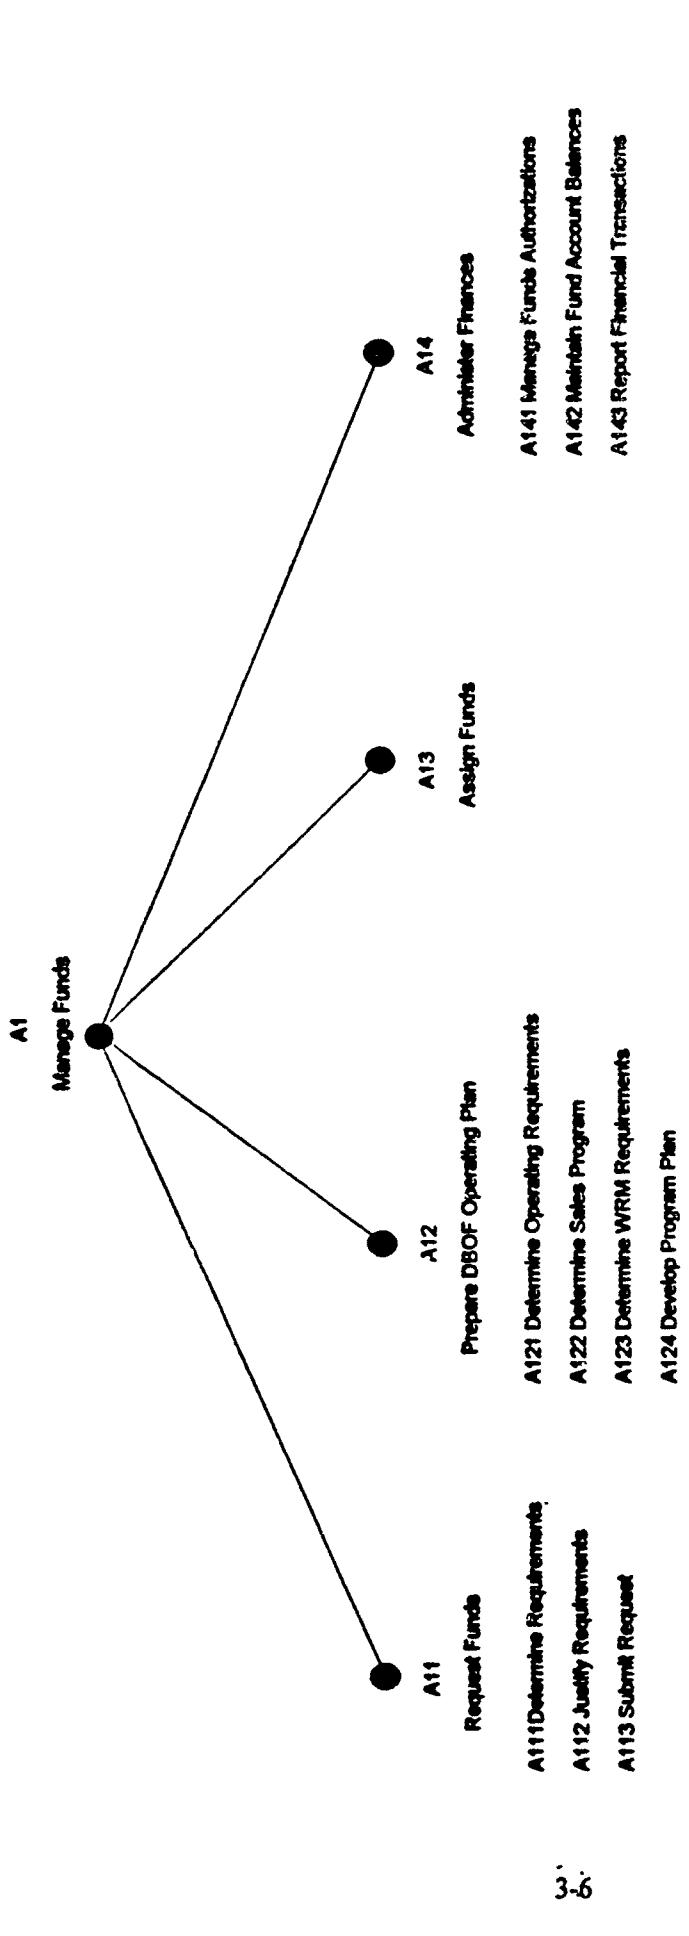 A1
Manage Funds
A11
Request Funds
A111Determine Requirements
A112 Justify Requirements
A113 Submit Request
A12
Prepare DBOF Operating Plan
A121 Determine Operating Requirements
A122 Determine Sales Program
A123 Determine WRM Requirements
A124 Develop Program Plan
A13
Assign Funds
A14
Administer Finances
A141 Manage Funds Authorizations
A142 Maintain Fund Account Balances
A143 Report Financial Transactions
3-6